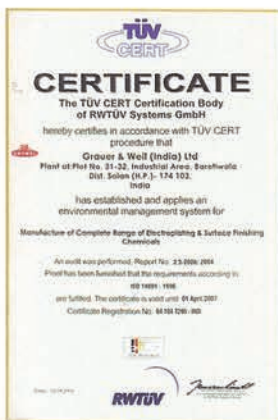 TÜV
CERT
CERTIFICATE
The TÜV CERT Certification Body
of RWTÜV Systems GmbH
hereby certifies in accordance with TÜV CERT
procedure that
Grauer & Weil (India) Ltd
Plant at:Plot No. 31-32, Industrial Area, Barotiwala
Dist. Solan (H.P.)- 174 103.
India
has established and applies an
environmental management system for
Manufacture of Complete Range of Electroplating & Surface Finishing
Chemicals
An audit was performed, Report No.
Proof has been furnished that the requirements according to
ISO 14001 : 1996
are fulfilled. The certificate is valid until 01 April 2007
Certificate Registration No.
RWTÜV